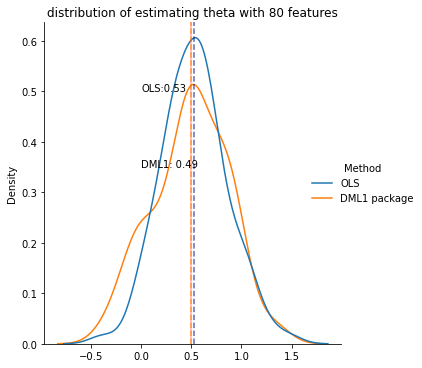 distribution of estimating theta with 80 features
0.6
0.5
0.4
0.3
0.2
0.1
0.0
Density
OLS:0.53
DML1: 0.49
Method
OLS
DML1 package
−0.5 0.0 0.5 1.0 1.5